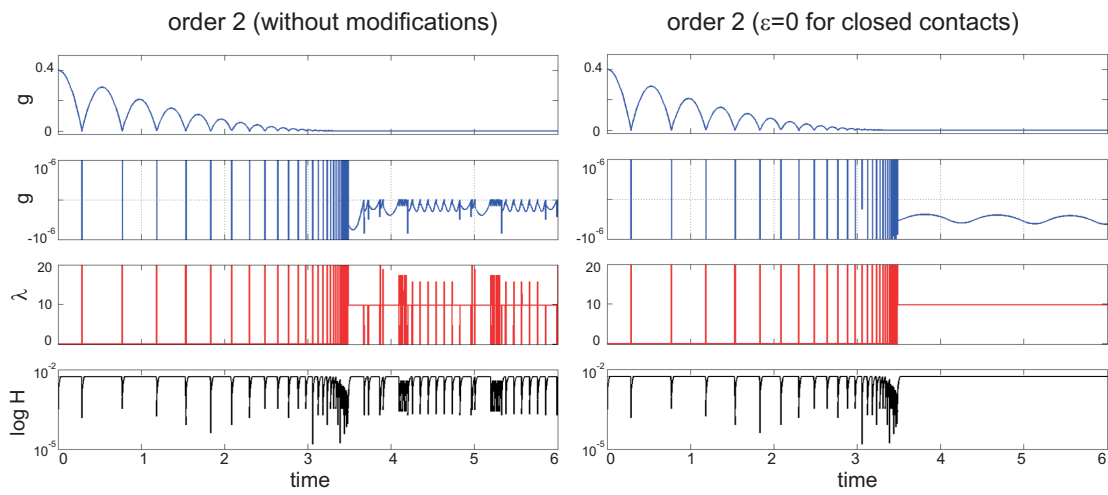 order 2 (without modifications)
order 2 (ε=0 for closed contacts)
0.4
g
0
10^-6
g
-10^-6
20
λ
10
0
10^-2
log H
10^-5
0 1 2 3 4 5 6
time
0.4
g
0
10^-6
g
-10^-6
20
λ
10
0
10^-2
log H
10^-5
0 1 2 3 4 5 6
time